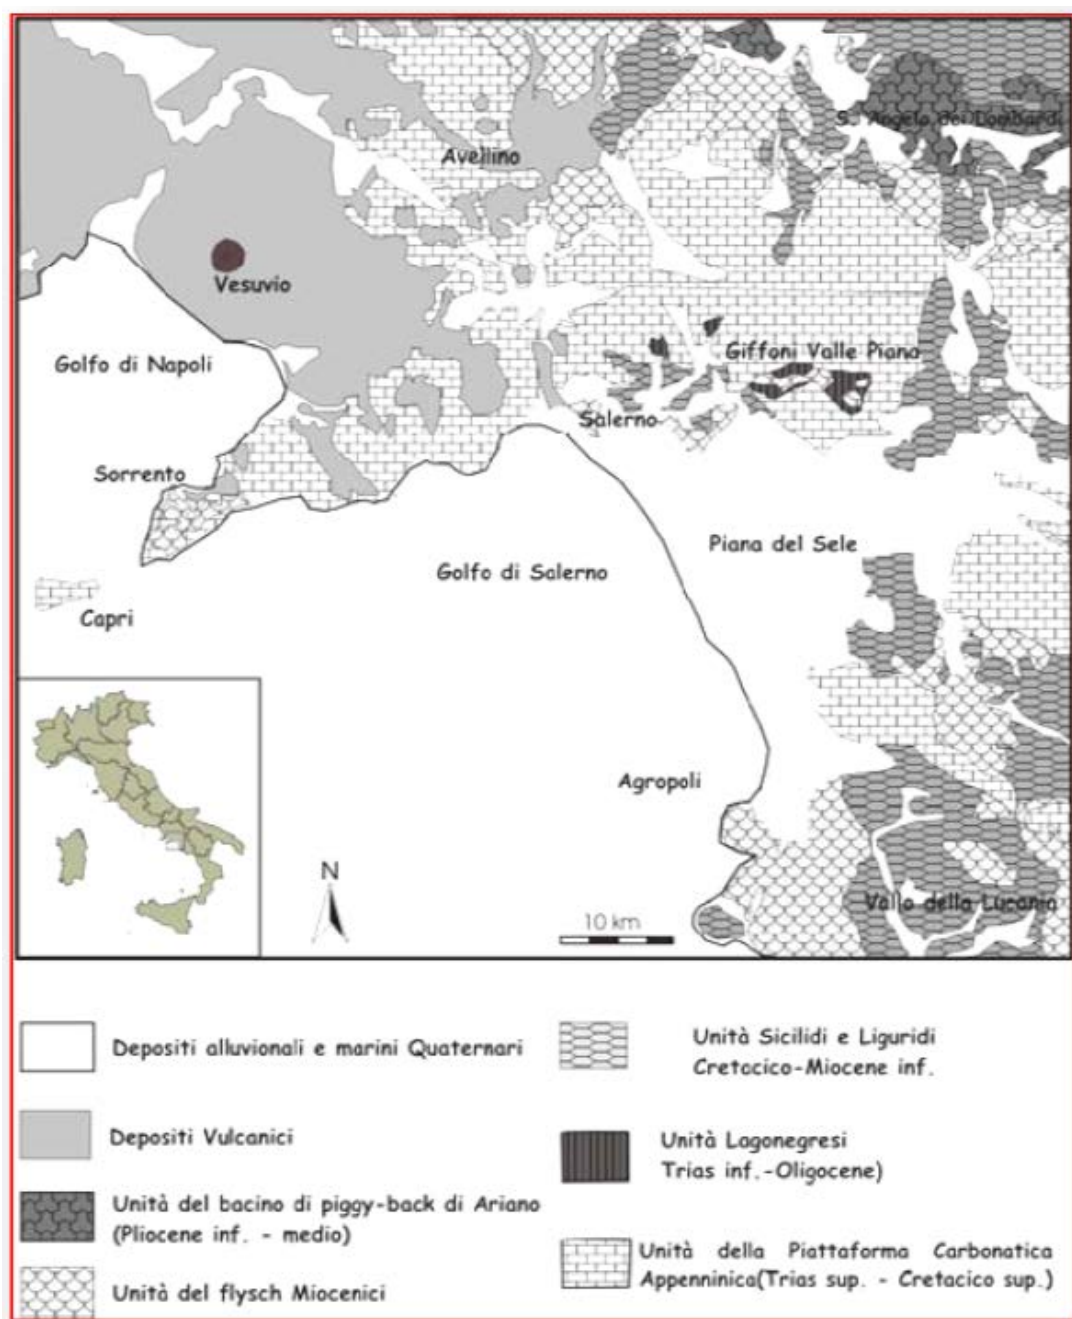 S. Angelo dei Lombardi
Avellino
Vesuvio
Golfo di Napoli
Giffoni Valle Piana
Salerno
Sorrento
Piana del Sele
Golfo di Salerno
Capri
Agropoli
N
10 km
Vallo della Lucania
Depositi alluvionali e marini Quaternari
Depositi Vulcanici
Unità del bacino di piggy-back di Ariano
(Pliocene inf. - medio)
Unità del flysch Miocenici
Unità Sicilidi e Liguridi
Cretacico-Miocene inf.
Unità Lagonegresi
Trias inf.-Oligocene)
Unità della Piattaforma Carbonatica
Appenninica(Trias sup. - Cretacico sup.)